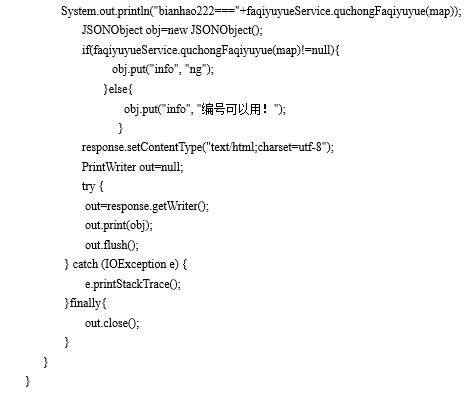 System.out.println("bianhao222==="+faqiyuyueService.quchongFaqiyuyue(map));
JSONObject obj=new JSONObject();
if(faqiyuyueService.quchongFaqiyuyue(map)!=null){
obj.put("info", "ng");
}else{
obj.put("info", "编号可以用！");
}
response.setContentType("text/html;charset=utf-8");
PrintWriter out=null;
try {
out=response.getWriter();
out.print(obj);
out.flush();
} catch (IOException e) {
e.printStackTrace();
}finally{
out.close();
}
}
}